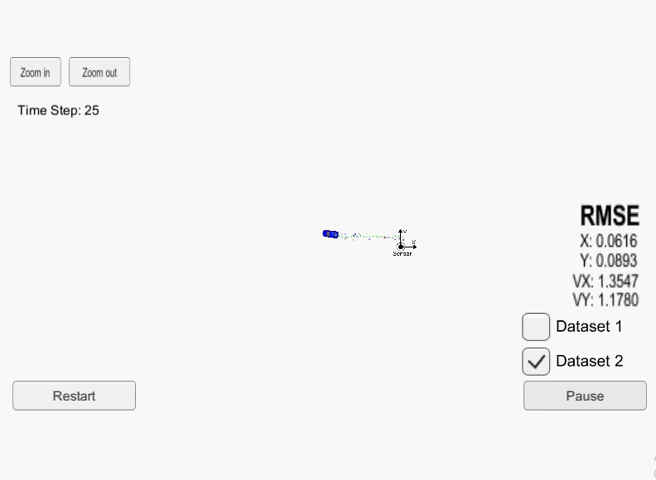 Zoom in
Zoom out
Time Step: 25
RMSE
X: 0.0616
Y: 0.0893
VX: 1.3547
VY: 1.1780
Sensor
Dataset 1
Dataset 2
Restart
Pause